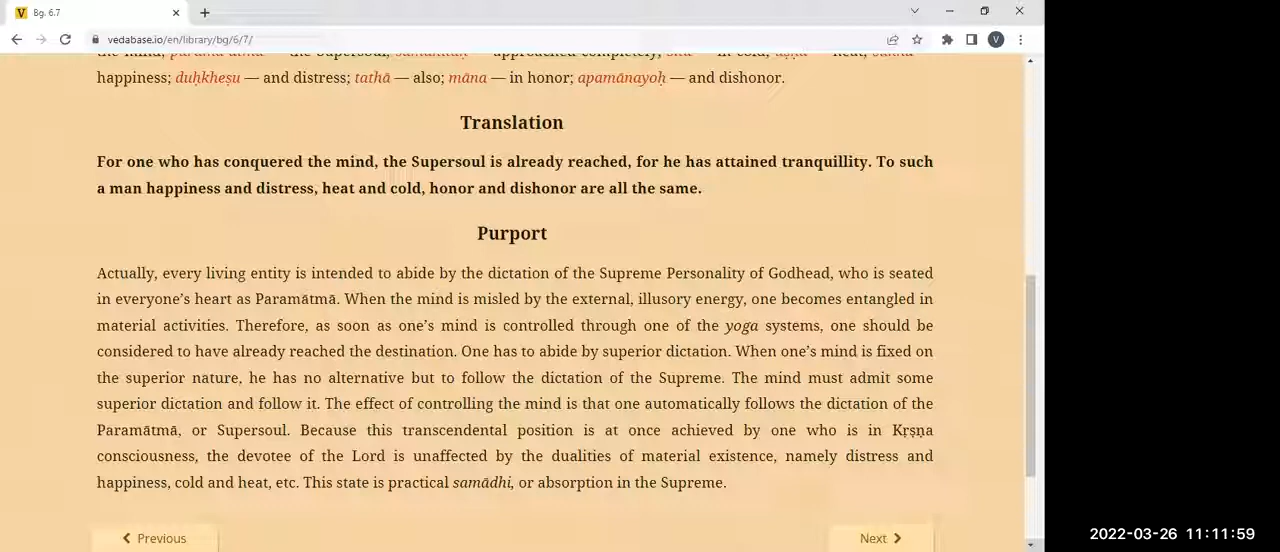 Bg. 6.7
vedabase.io/en/library/bg/6/7/
V
happiness; duḥkheṣu — and distress; tathā — also; māna — in honor; apamānayoḥ — and dishonor.
Translation
For one who has conquered the mind, the Supersoul is already reached, for he has attained tranquillity. To such
a man happiness and distress, heat and cold, honor and dishonor are all the same.
Purport
Actually, every living entity is intended to abide by the dictation of the Supreme Personality of Godhead, who is seated
in everyone’s heart as Paramātmā. When the mind is misled by the external, illusory energy, one becomes entangled in
material activities. Therefore, as soon as one’s mind is controlled through one of the yoga systems, one should be
considered to have already reached the destination. One has to abide by superior dictation. When one’s mind is fixed on
the superior nature, he has no alternative but to follow the dictation of the Supreme. The mind must admit some
superior dictation and follow it. The effect of controlling the mind is that one automatically follows the dictation of the
Paramātmā, or Supersoul. Because this transcendental position is at once achieved by one who is in Kṛṣṇa
consciousness, the devotee of the Lord is unaffected by the dualities of material existence, namely distress and
happiness, cold and heat, etc. This state is practical samādhi, or absorption in the Supreme.
Previous
Next
2022-03-26 11:11:59